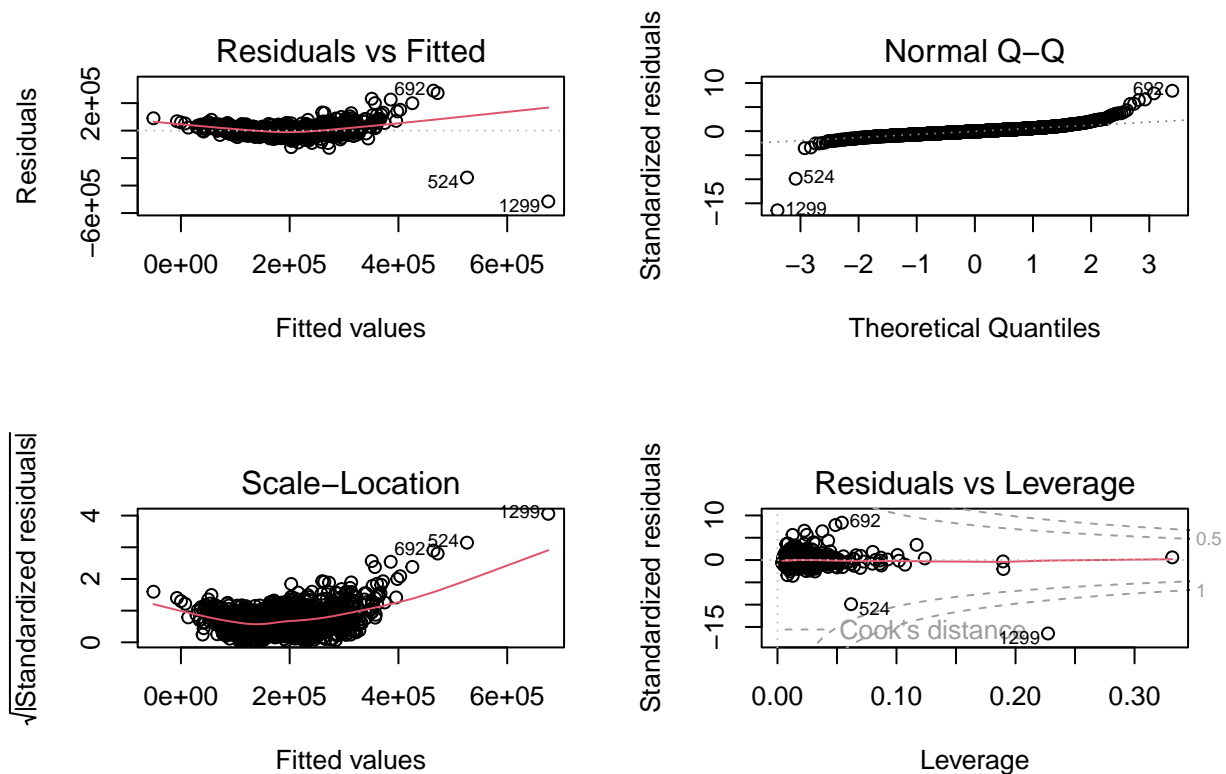 Residuals vs Fitted
Residuals
−6e+05
2e+05
692
524
1299
0e+00
2e+05
4e+05
6e+05
Fitted values
Normal Q−Q
Standardized residuals
−15
0
10
692
524
1299
−3
−2
−1
0
1
2
3
Theoretical Quantiles
Scale−Location
√|Standardized residuals|
0
2
4
1299
524
692
0e+00
2e+05
4e+05
6e+05
Fitted values
Residuals vs Leverage
Standardized residuals
−15
0
10
692
524
1299
Cook's distance
0.5
1
0.00
0.10
0.20
0.30
Leverage